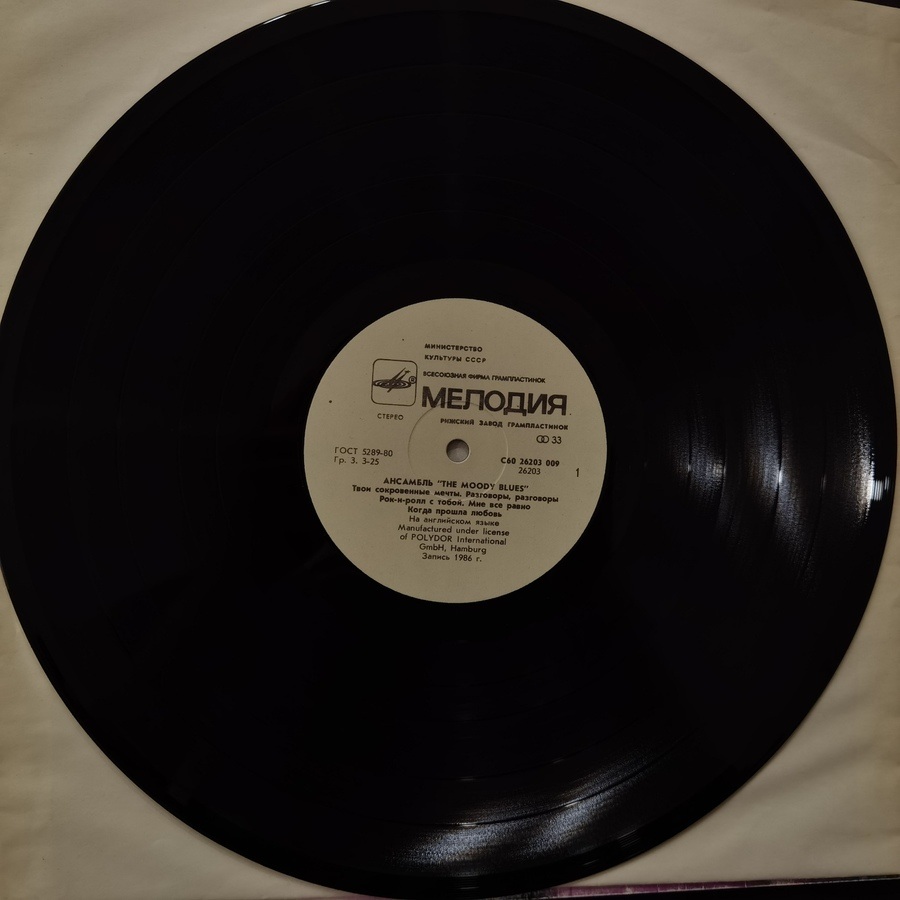 МИНИСТЕРСТВО
КУЛЬТУРЫ СССР
ВСЕСОЮЗНАЯ ФИРМА ГРАМПЛАСТИНОК
®
МЕЛОДИЯ
СТЕРЕО
РИЖСКИЙ ЗАВОД ГРАМПЛАСТИНОК
33
ГОСТ 5289-80
Гр. 3. 3-25
С60 26203 009
26203
1
АНСАМБЛЬ "THE MOODY BLUES"
Твои сокровенные мечты. Разговоры, разговоры
Рок-н-ролл с тобой. Мне все равно
Когда прошла любовь
На английском языке
Manufactured under license
of POLYDOR International
GmbH, Hamburg
Запись 1986 г.